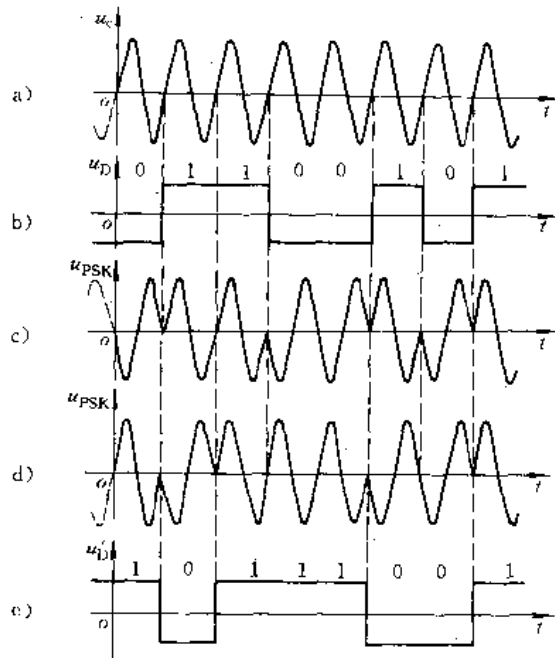 u_c
a)
o
t
u_D
0 1 1 0 0 1 0 1
b)
o
t
u_PSK
c)
o
t
u_PSK
d)
o
t
u'_D
1 0 1 1 1 0 0 1
e)
o
t